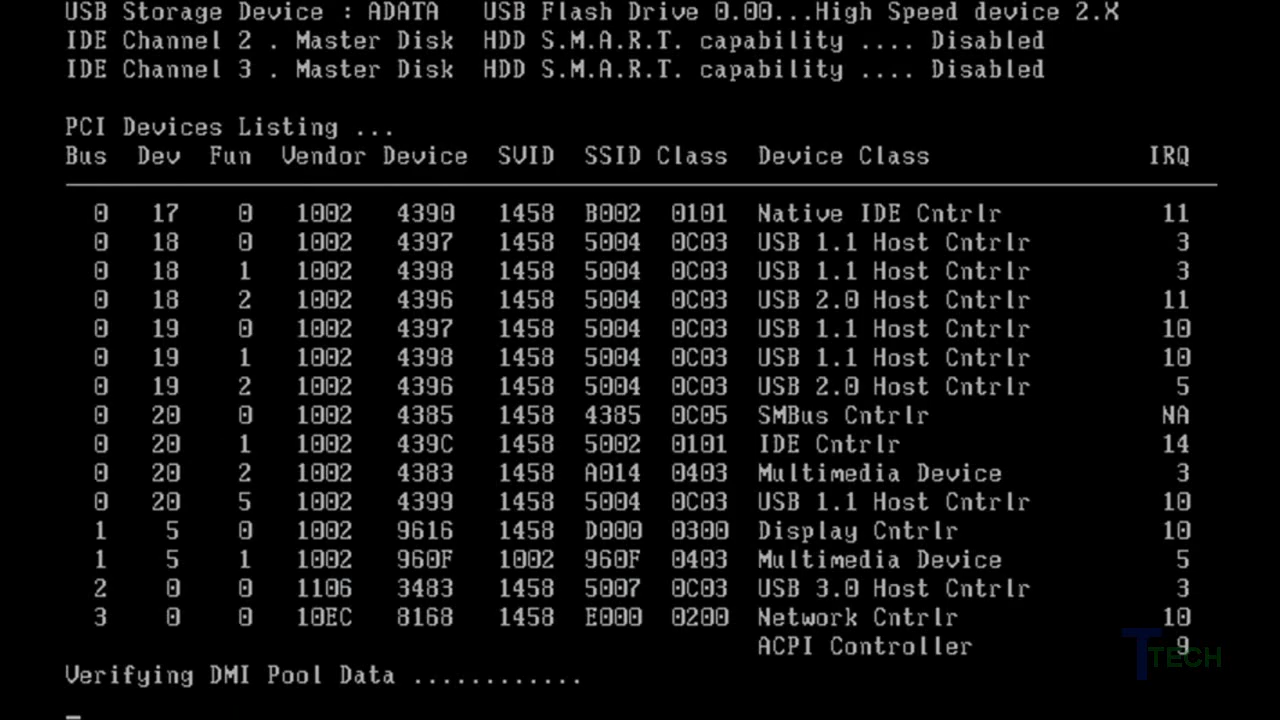 USB Storage Device : ADATA   USB Flash Drive 0.00...High Speed device 2.X
IDE Channel 2 . Master Disk  HDD S.M.A.R.T. capability .... Disabled
IDE Channel 3 . Master Disk  HDD S.M.A.R.T. capability .... Disabled
PCI Devices Listing ...
Bus  Dev  Fun  Vendor Device  SVID  SSID Class  Device Class  IRQ
0  17  0  1002  4390  1458  B002  0101  Native IDE Cntrlr  11
0  18  0  1002  4397  1458  5004  0C03  USB 1.1 Host Cntrlr  3
0  18  1  1002  4398  1458  5004  0C03  USB 1.1 Host Cntrlr  3
0  18  2  1002  4396  1458  5004  0C03  USB 2.0 Host Cntrlr  11
0  19  0  1002  4397  1458  5004  0C03  USB 1.1 Host Cntrlr  10
0  19  1  1002  4398  1458  5004  0C03  USB 1.1 Host Cntrlr  10
0  19  2  1002  4396  1458  5004  0C03  USB 2.0 Host Cntrlr  5
0  20  0  1002  4385  1458  4385  0C05  SMBus Cntrlr  NA
0  20  1  1002  439C  1458  5002  0101  IDE Cntrlr  14
0  20  2  1002  4383  1458  A014  0403  Multimedia Device  3
0  20  5  1002  4399  1458  5004  0C03  USB 1.1 Host Cntrlr  10
1  5  0  1002  9616  1458  D000  0300  Display Cntrlr  10
1  5  1  1002  960F  1002  960F  0403  Multimedia Device  5
2  0  0  1106  3483  1458  5007  0C03  USB 3.0 Host Cntrlr  3
3  0  0  10EC  8168  1458  E000  0200  Network Cntrlr  10
ACPI Controller  9
TTECH
Verifying DMI Pool Data ............